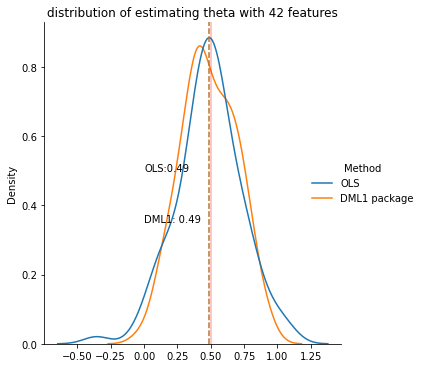 distribution of estimating theta with 42 features
Density
0.8
0.6
0.4
0.2
0.0
OLS:0.49
DML1: 0.49
Method
OLS
DML1 package
−0.50 −0.25 0.00 0.25 0.50 0.75 1.00 1.25